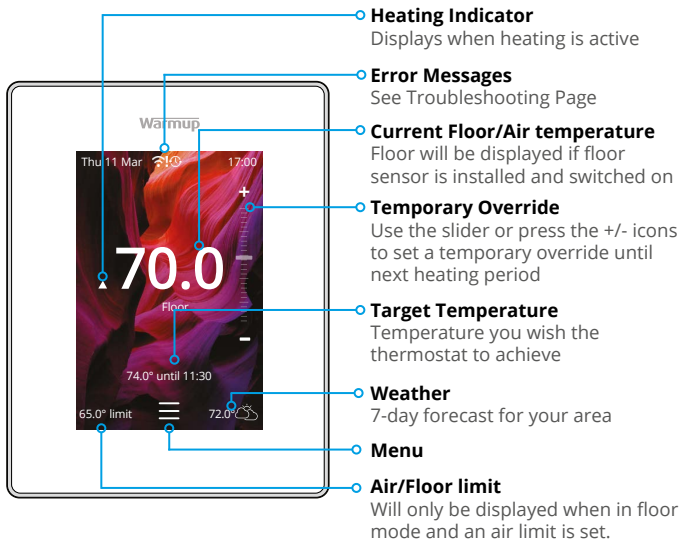 Heating Indicator
Displays when heating is active
Error Messages
See Troubleshooting Page
Current Floor/Air temperature
Floor will be displayed if floor
sensor is installed and switched on
Temporary Override
Use the slider or press the +/- icons
to set a temporary override until
next heating period
Target Temperature
Temperature you wish the
thermostat to achieve
Weather
7-day forecast for your area
Menu
Air/Floor limit
Will only be displayed when in floor
mode and an air limit is set.
Warmup
Thu 11 Mar ! 17:00
+
70.0
Floor
-
74.0° until 11:30
65.0° limit 72.0°